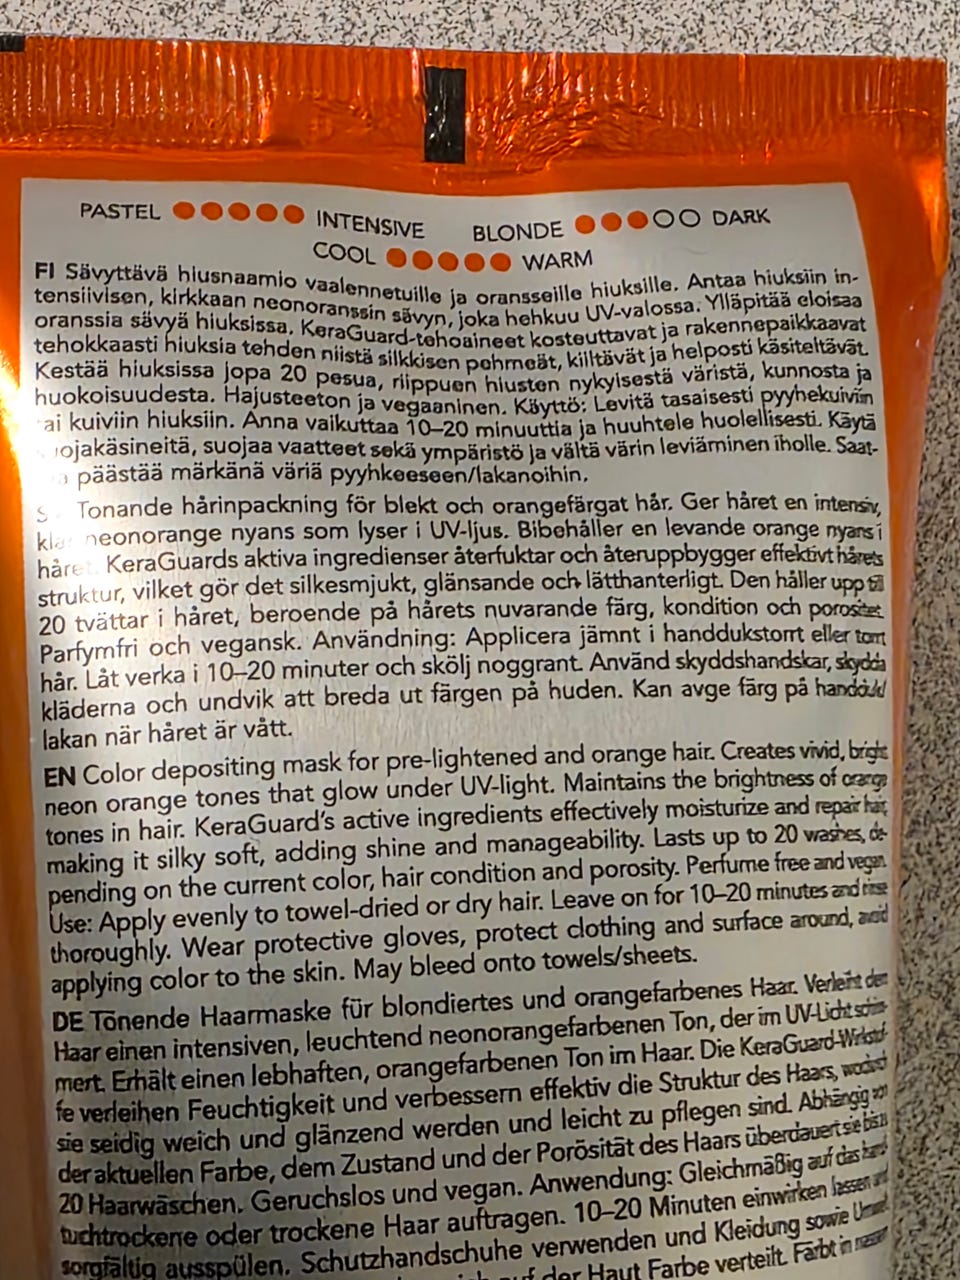 PASTEL ●●●●● INTENSIVE BLONDE ●●●○○ DARK
COOL ●●●●● WARM
FI Sävyttävä hiusnaamio vaalennetuille ja oransseille hiuksille. Antaa hiuksiin in-
tensiivisen, kirkkaan neonoranssin sävyn, joka hehkuu UV-valossa. Ylläpitää eloisaa
oranssia sävyä hiuksissa. KeraGuard-tehoaineet kosteuttavat ja rakennepaikkaavat
tehokkaasti hiuksia tehden niistä silkkisen pehmeät, kiiltävät ja helposti käsiteltävät.
Kestää hiuksissa jopa 20 pesua, riippuen hiusten nykyisestä väristä, kunnosta ja
huokoisuudesta. Hajusteeton ja vegaaninen. Käyttö: Levitä tasaisesti pyyhekuiviin
ai kuiviin hiuksiin. Anna vaikuttaa 10–20 minuuttia ja huuhtele huolellisesti. Käytä
ojakäsineitä, suojaa vaatteet sekä ympäristö ja vältä värin leviäminen iholle. Saat-
a päästää märkänä väriä pyyhkeeseen/lakanoihin.
S Tonande hårinpackning för blekt och orangefärgat hår. Ger håret en intensiv,
kla neonorange nyans som lyser i UV-ljus. Bibehåller en levande orange nyans i
håret. KeraGuards aktiva ingredienser återfuktar och återuppbygger effektivt hårets
struktur, vilket gör det silkesmjukt, glänsande och lätthanterligt. Den håller upp till
20 tvättar i håret, beroende på hårets nuvarande färg, kondition och porositet.
Parfymfri och vegansk. Användning: Applicera jämnt i handdukstorrt eller torrt
hår. Låt verka i 10–20 minuter och skölj noggrant. Använd skyddshandskar, skydda
kläderna och undvik att breda ut färgen på huden. Kan avge färg på handduk/
lakan när håret är vått.
EN Color depositing mask for pre-lightened and orange hair. Creates vivid, bright
neon orange tones that glow under UV-light. Maintains the brightness of orange
tones in hair. KeraGuard's active ingredients effectively moisturize and repair hair,
making it silky soft, adding shine and manageability. Lasts up to 20 washes, de-
pending on the current color, hair condition and porosity. Perfume free and vegan.
Use: Apply evenly to towel-dried or dry hair. Leave on for 10–20 minutes and rinse
thoroughly. Wear protective gloves, protect clothing and surface around, avoid
applying color to the skin. May bleed onto towels/sheets.
DE Tönende Haarmaske für blondiertes und orangefarbenes Haar. Verleiht dem
Haar einen intensiven, leuchtend neonorangefarbenen Ton, der im UV-Licht schim-
mert. Erhält einen lebhaften, orangefarbenen Ton im Haar. Die KeraGuard-Wirkstof-
fe verleihen Feuchtigkeit und verbessern effektiv die Struktur des Haars, wodurch
sie seidig weich und glänzend werden und leicht zu pflegen sind. Abhängig von
der aktuellen Farbe, dem Zustand und der Porösität des Haars überdauert sie bis zu
20 Haarwäschen. Geruchslos und vegan. Anwendung: Gleichmäßig auf das hand-
tuchtrockene oder trockene Haar auftragen. 10–20 Minuten einwirken lassen und
sorgfältig ausspülen. Schutzhandschuhe verwenden und Kleidung sowie
auf der Haut Farbe verteilt. Färbt in